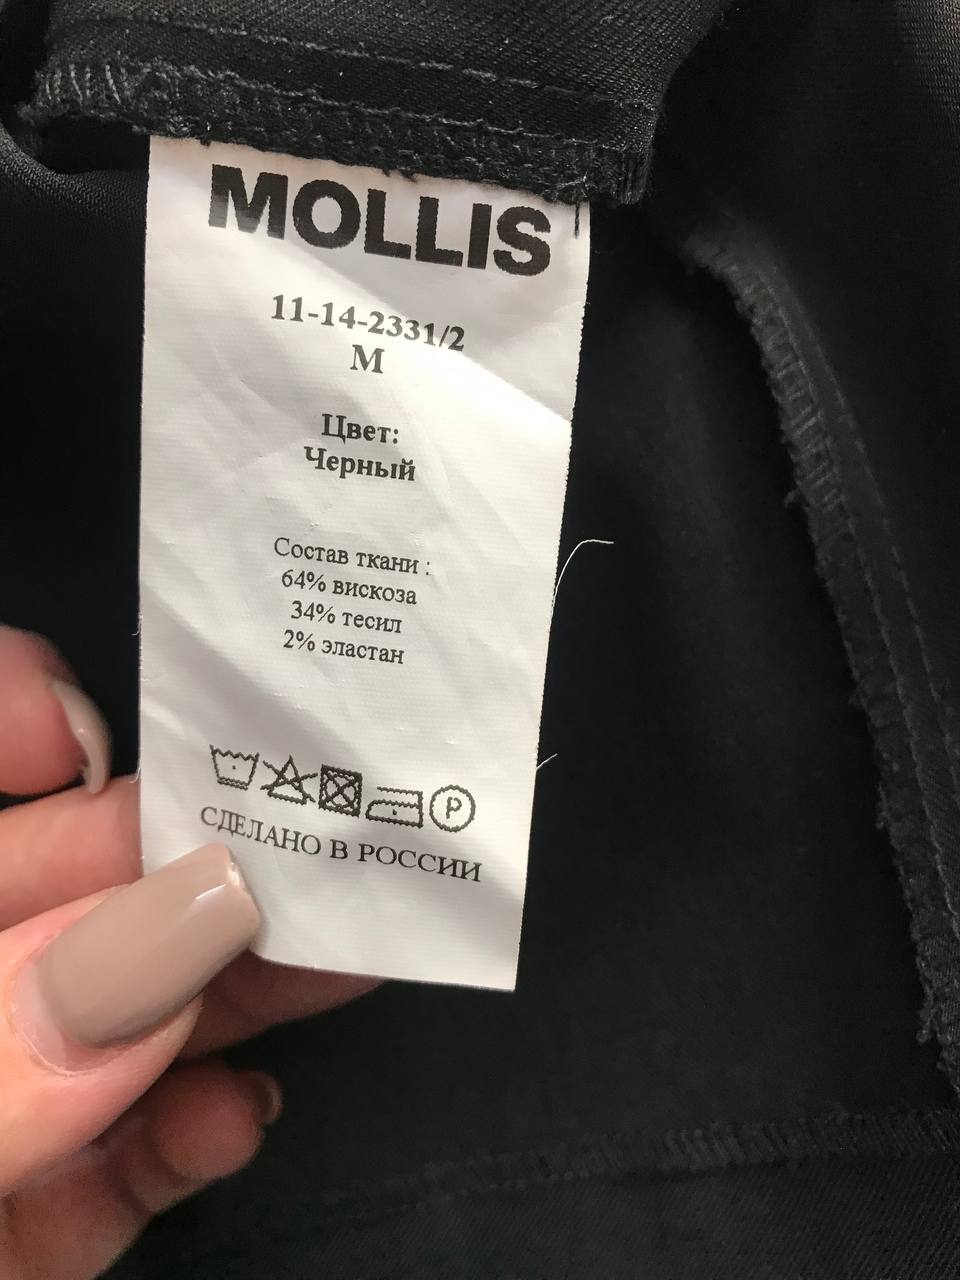 MOLLIS
11-14-2331/2
M
Цвет:
Черный
Состав ткани :
64% вискоза
34% тесил
2% эластан
P
СДЕЛАНО В РОССИИ